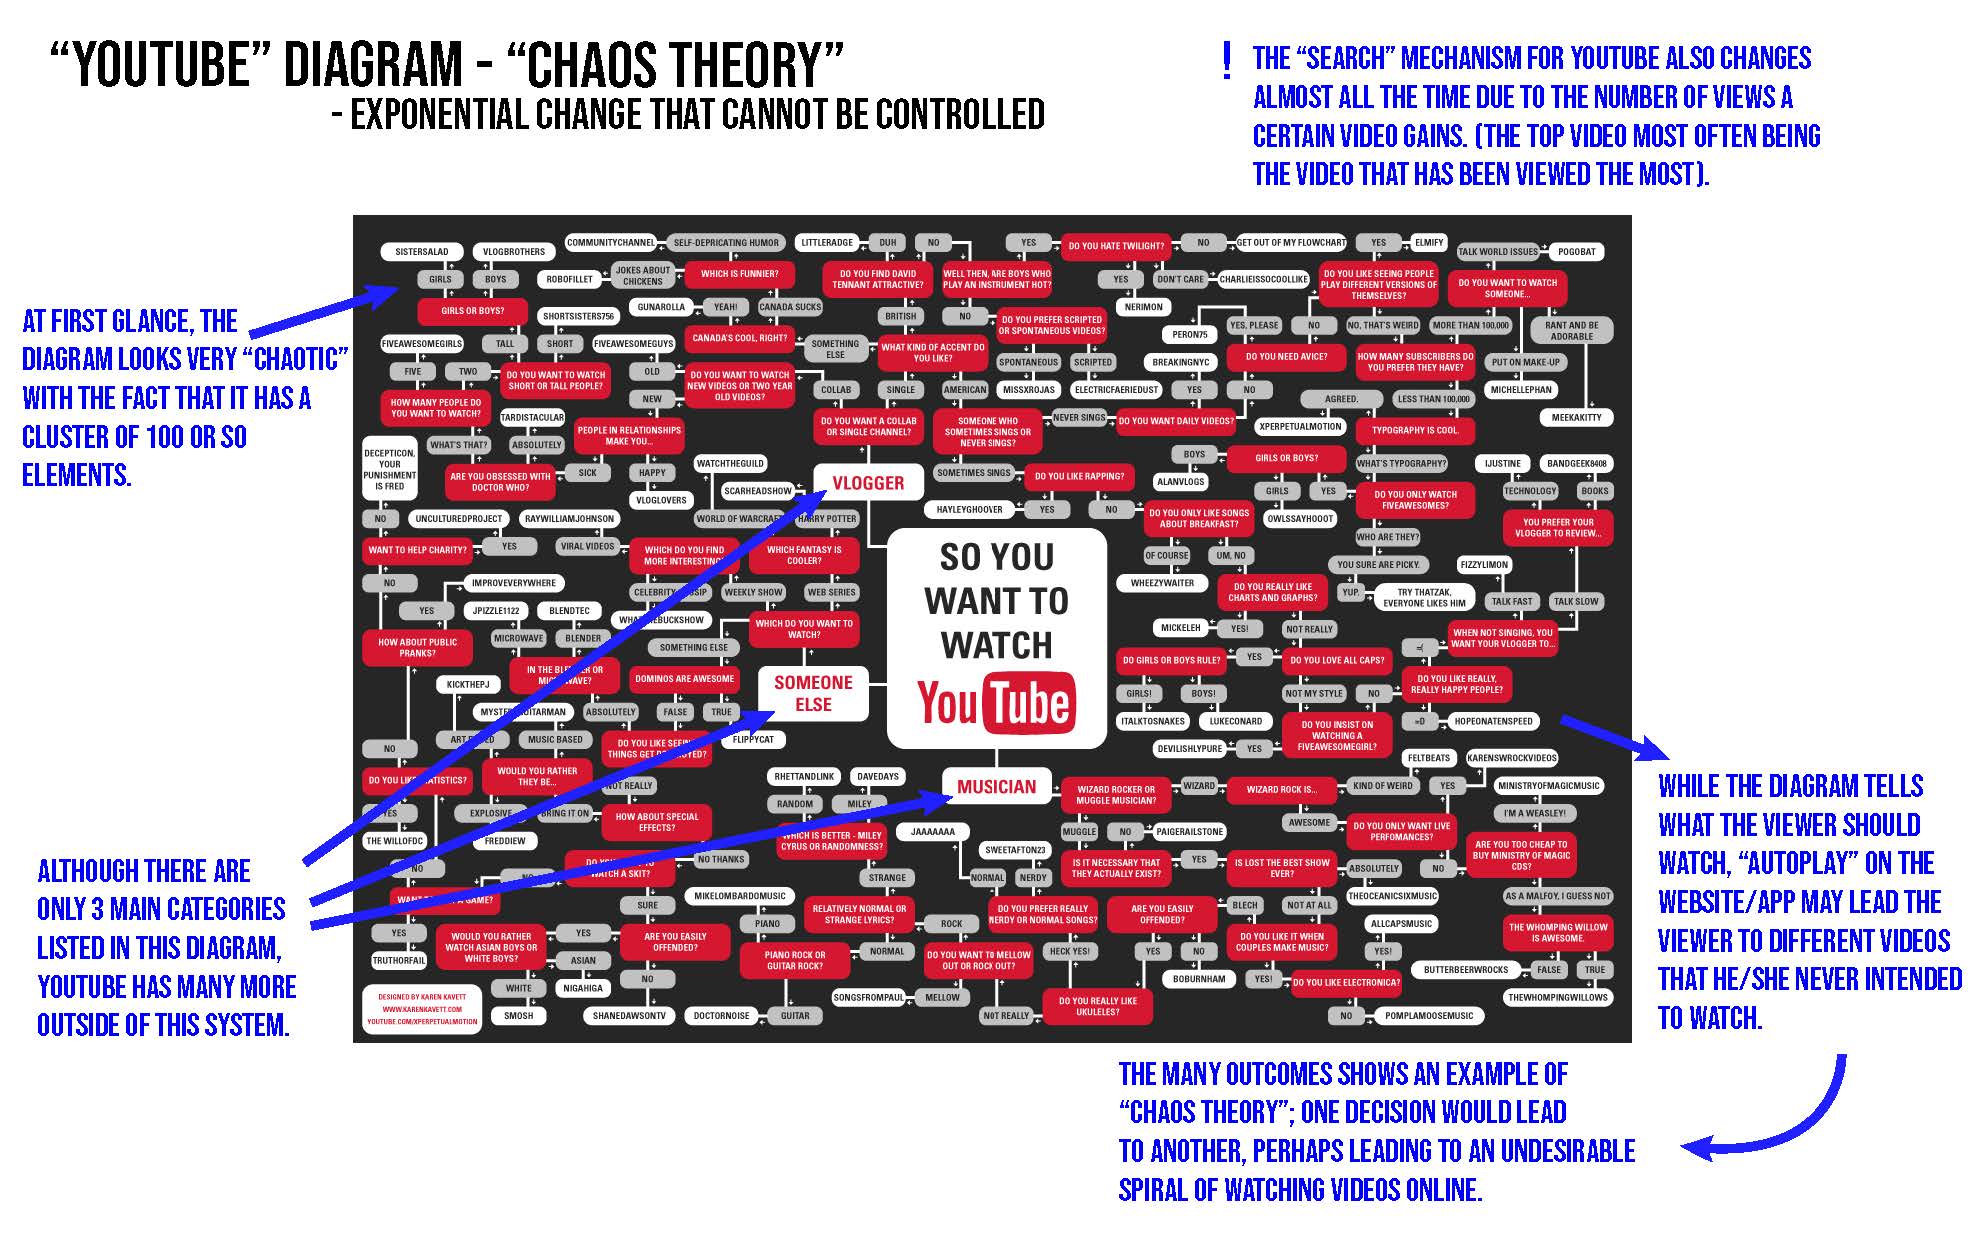 “YOUTUBE” DIAGRAM - “CHAOS THEORY”
- EXPONENTIAL CHANGE THAT CANNOT BE CONTROLLED
! THE “SEARCH” MECHANISM FOR YOUTUBE ALSO CHANGES
ALMOST ALL THE TIME DUE TO THE NUMBER OF VIEWS A
CERTAIN VIDEO GAINS. (THE TOP VIDEO MOST OFTEN BEING
THE VIDEO THAT HAS BEEN VIEWED THE MOST).
AT FIRST GLANCE, THE
DIAGRAM LOOKS VERY “CHAOTIC”
WITH THE FACT THAT IT HAS A
CLUSTER OF 100 OR SO
ELEMENTS.
ALTHOUGH THERE ARE
ONLY 3 MAIN CATEGORIES
LISTED IN THIS DIAGRAM,
YOUTUBE HAS MANY MORE
OUTSIDE OF THIS SYSTEM.
SISTERSALAD
VLOGBROTHERS
GIRLS
BOYS
GIRLS OR BOYS?
COMMUNITYCHANNEL
SELF-DEPRICATING HUMOR
ROBOFILLET
JOKES ABOUT
CHICKENS
WHICH IS FUNNIER?
GUNAROLLA
YEAH!
CANADA SUCKS
CANADA'S COOL, RIGHT?
SOMETHING
ELSE
SHORTSISTERS756
FIVEAWESOMEGIRLS
TALL
SHORT
FIVEAWESOMEGUYS
FIVE
TWO
DO YOU WANT TO WATCH
SHORT OR TALL PEOPLE?
OLD
NEW
DO YOU WANT TO WATCH
NEW VIDEOS OR TWO YEAR
OLD VIDEOS?
HOW MANY PEOPLE DO
YOU WANT TO WATCH?
TARDISTACULAR
WHAT'S THAT?
ABSOLUTELY
PEOPLE IN RELATIONSHIPS
MAKE YOU...
DECEPTICON,
YOUR
PUNISHMENT
IS FRED
ARE YOU OBSESSED WITH
DOCTOR WHO?
SICK
HAPPY
VLOGLOVERS
WATCHTHEGUILD
SCARHEADSHOW
LITTLERADGE
DUH
NO
DO YOU FIND DAVID
TENNANT ATTRACTIVE?
WELL THEN, ARE BOYS WHO
PLAY AN INSTRUMENT HOT?
BRITISH
NO
WHAT KIND OF ACCENT DO
YOU LIKE?
COLLAB
SINGLE
AMERICAN
DO YOU WANT A COLLAB
OR SINGLE CHANNEL?
VLOGGER
YES
DO YOU HATE TWILIGHT?
NO
GET OUT OF MY FLOWCHART
YES
DON'T CARE
CHARLIEISSOCOOLLIKE
NERIMON
DO YOU PREFER SCRIPTED
OR SPONTANEOUS VIDEOS?
SPONTANEOUS
SCRIPTED
MISSXROJAS
ELECTRICFAERIEDUST
SOMEONE WHO
SOMETIMES SINGS OR
NEVER SINGS?
NEVER SINGS
DO YOU WANT DAILY VIDEOS?
SOMETIMES SINGS
DO YOU LIKE RAPPING?
HAYLEYGHOOVER
YES
NO
YES
ELMIFY
DO YOU LIKE SEEING PEOPLE
PLAY DIFFERENT VERSIONS OF
THEMSELVES?
TALK WORLD ISSUES
POGOBAT
DO YOU WANT TO WATCH
SOMEONE...
YES, PLEASE
NO
NO, THAT'S WEIRD
MORE THAN 100,000
RANT AND BE
ADORABLE
PERON75
BREAKINGNYC
DO YOU NEED AVICE?
HOW MANY SUBSCRIBERS DO
YOU PREFER THEY HAVE?
PUT ON MAKE-UP
MICHELLEPHAN
MEEKAKITTY
YES
NO
AGREED.
LESS THAN 100,000
XPERPETUALMOTION
TYPOGRAPHY IS COOL.
BOYS
GIRLS OR BOYS?
WHAT'S TYPOGRAPHY?
IJUSTINE
BANDGEEK8408
ALANVLOGS
GIRLS
YES
DO YOU ONLY WATCH
FIVEAWESOMES?
TECHNOLOGY
BOOKS
OWLSSAYHOOOT
DO YOU ONLY LIKE SONGS
ABOUT BREAKFAST?
WHO ARE THEY?
YOU PREFER YOUR
VLOGGER TO REVIEW...
OF COURSE
UM, NO
YOU SURE ARE PICKY.
FIZZYLIMON
WHEEZYWAITER
DO YOU REALLY LIKE
CHARTS AND GRAPHS?
YUP.
TRY THATZAK,
EVERYONE LIKES HIM
TALK FAST
TALK SLOW
MICKELEH
YES!
NOT REALLY
=(
WHEN NOT SINGING, YOU
WANT YOUR VLOGGER TO...
DO GIRLS OR BOYS RULE?
YES
DO YOU LOVE ALL CAPS?
GIRLS!
BOYS!
NOT MY STYLE
NO
DO YOU LIKE REALLY,
REALLY HAPPY PEOPLE?
ITALKTOSNAKES
LUKECONARD
=D
HOPEONATENSPEED
DEVILISHLYPURE
YES
DO YOU INSIST ON
WATCHING A
FIVEAWESOMEGIRL?
NO
UNCULTUREDPROJECT
RAYWILLIAMJOHNSON
WORLD OF WARCRAFT
HARRY POTTER
WANT TO HELP CHARITY?
YES
VIRAL VIDEOS
WHICH DO YOU FIND
MORE INTERESTING
WHICH FANTASY IS
COOLER?
NO
IMPROVEVERYWHERE
CELEBRITY
WEEKLY SHOW
WEB SERIES
YES
JPIZZLE1122
BLENDTEC
WHICH DO YOU WANT TO
WATCH?
HOW ABOUT PUBLIC
PRANKS?
MICROWAVE
BLENDER
SOMETHING ELSE
IN THE BLENDER OR
DOMINOS ARE AWESOME
KICKTHEPJ
ABSOLUTELY
FALSE
TRUE
FLIPPYCAT
SOMEONE
ELSE
SO YOU
WANT TO
WATCH
YouTube
NO
MUSIC BASED
DO YOU LIKE
WOULD YOU RATHER
THEY BE...
NOT REALLY
YES
EXPLOSIVE
BRING IT ON
HOW ABOUT SPECIAL
EFFECTS?
THE WILLOFDC
FREDDIEW
NO
NO THANKS
YES
WOULD YOU RATHER
WATCH ASIAN BOYS OR
WHITE BOYS?
YES
SURE
ARE YOU EASILY
OFFENDED?
TRUTHORFAIL
ASIAN
NO
WHITE
NIGAHIGA
SMOSH
SHANEDAWSONTV
DESIGNED BY KAREN KAVETT
WWW.KARENKAVETT.COM
YOUTUBE.COM/XPERPETUALMOTION
MUSICIAN
RHETTANDLINK
DAVEDAYS
RANDOM
MILEY
WHICH IS BETTER - MILEY
CYRUS OR RANDOMNESS?
JAAAAAAA
SWEETAFTON23
STRANGE
NORMAL
NERDY
MIKELOMBARDOMUSIC
RELATIVELY NORMAL OR
STRANGE LYRICS?
DO YOU PREFER REALLY
NERDY OR NORMAL SONGS?
PIANO
ROCK
PIANO ROCK OR
GUITAR ROCK?
NORMAL
DO YOU WANT TO MELLOW
OUT OR ROCK OUT?
HECK YES!
SONGSFROMPAUL
MELLOW
DOCTORNOISE
GUITAR
NOT REALLY
DO YOU REALLY LIKE
UKULELES?
WIZARD ROCKER OR
MUGGLE MUSICIAN?
WIZARD
WIZARD ROCK IS...
KIND OF WEIRD
YES
FELTBEATS
KARENSWROCKVIDEOS
MINISTRYOFMAGICMUSIC
MUGGLE
NO
PAIGERAILSTONE
AWESOME
DO YOU ONLY WANT LIVE
PERFOMANCES?
I'M A WEASLEY!
IS IT NECESSARY THAT
THEY ACTUALLY EXIST?
YES
IS LOST THE BEST SHOW
EVER?
ABSOLUTELY
NO
ARE YOU TOO CHEAP TO
BUY MINISTRY OF MAGIC
CDS?
THEOCEANICSIXMUSIC
AS A MALFOY, I GUESS NOT
ARE YOU EASILY
OFFENDED?
BLECH
NOT AT ALL
ALLCAPSMUSIC
THE WHOMPING WILLOW
IS AWESOME.
YES
NO
DO YOU LIKE IT WHEN
COUPLES MAKE MUSIC?
YES!
BUTTERBEERWROCKS
FALSE
TRUE
BOBURNHAM
YES!
DO YOU LIKE ELECTRONICA?
THEWHOMPINGWILLOWS
NO
POMPLAMOOSEMUSIC
WHILE THE DIAGRAM TELLS
WHAT THE VIEWER SHOULD
WATCH, “AUTOPLAY” ON THE
WEBSITE/APP MAY LEAD THE
VIEWER TO DIFFERENT VIDEOS
THAT HE/SHE NEVER INTENDED
TO WATCH.
THE MANY OUTCOMES SHOWS AN EXAMPLE OF
“CHAOS THEORY”; ONE DECISION WOULD LEAD
TO ANOTHER, PERHAPS LEADING TO AN UNDESIRABLE
SPIRAL OF WATCHING VIDEOS ONLINE.